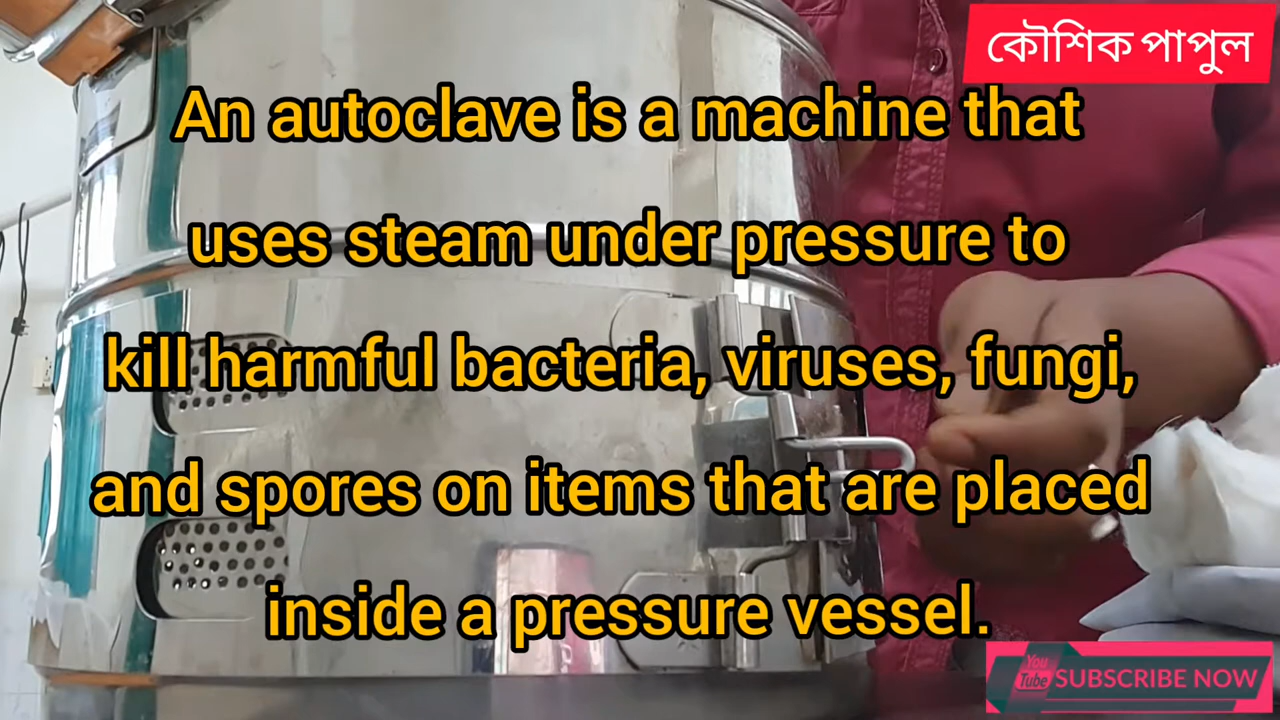 কৌশিক পাপুল
An autoclave is a machine that
uses steam under pressure to
kill harmful bacteria, viruses, fungi,
and spores on items that are placed
inside a pressure vessel.
You
Tube
SUBSCRIBE NOW